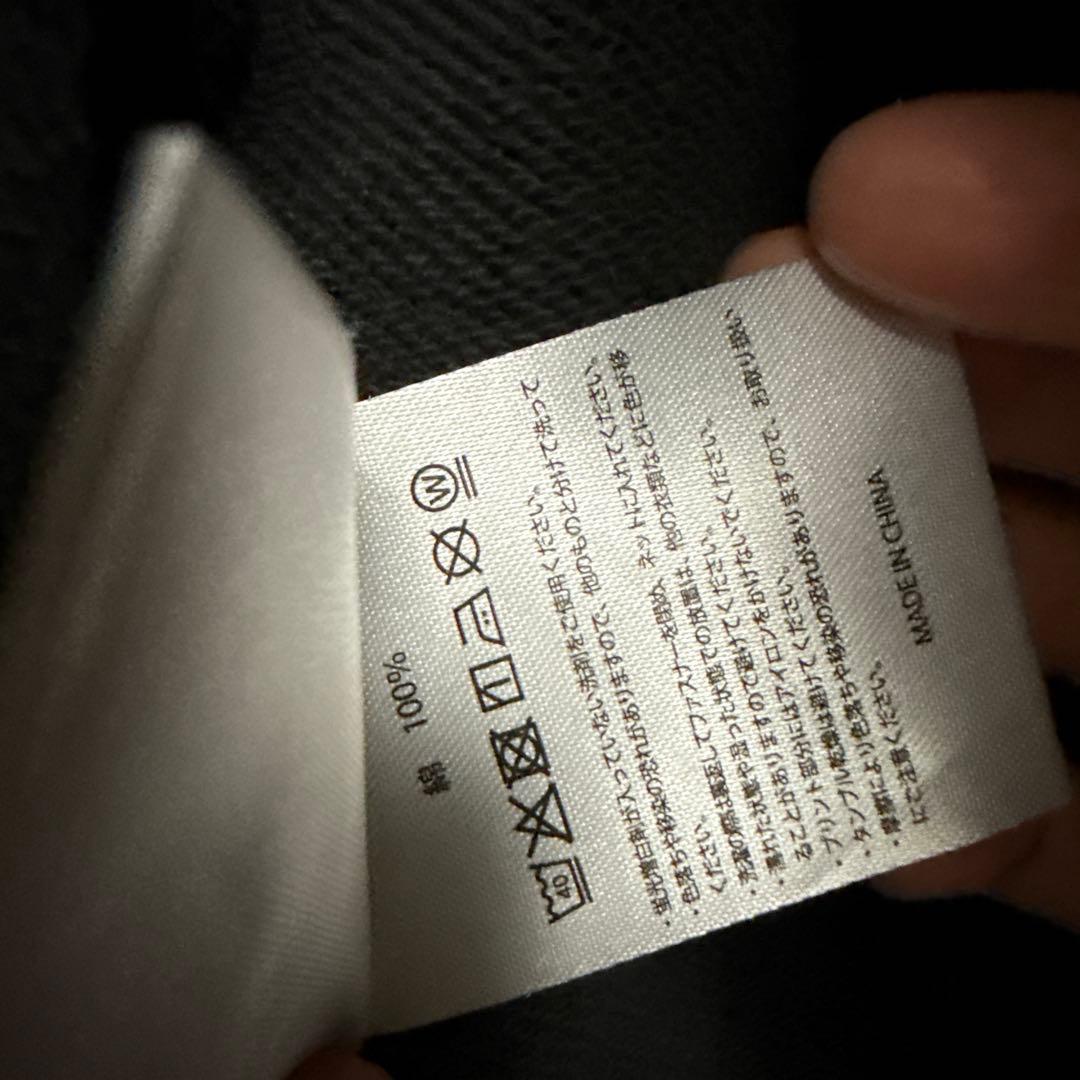 綿 100%
40 W
・蛍光増白剤が入っていない洗剤をご使用ください。
・色落ちや移染の恐れがありますので、他のものと分けて洗って
ください。
・洗濯の際は裏返してファスナーを閉め、ネットに入れてください。
・濡れた状態や湿った状態での放置は、他の衣類などに色が移
ることがありますので避けてください。
・プリント部分にはアイロンをかけないでください。
・タンブル乾燥は避けてください。
・摩擦により色落ちや移染の恐れがありますので、お取り扱い
にはご注意ください。
MADE IN CHINA